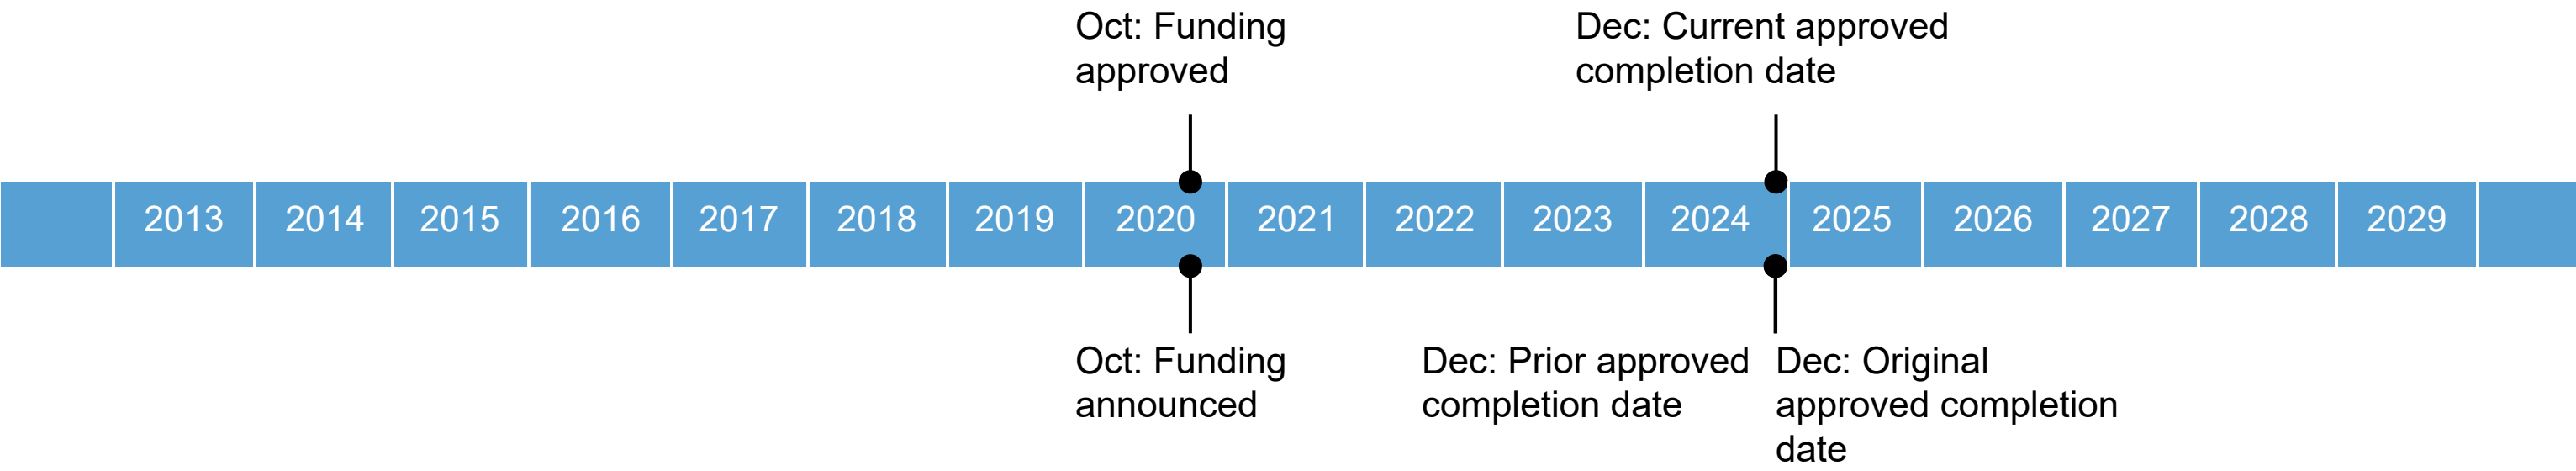 Oct: Funding
approved
Dec: Current approved
completion date
2013 2014 2015 2016 2017 2018 2019 2020 2021 2022 2023 2024 2025 2026 2027 2028 2029
Oct: Funding
announced
Dec: Prior approved
completion date
Dec: Original
approved completion
date